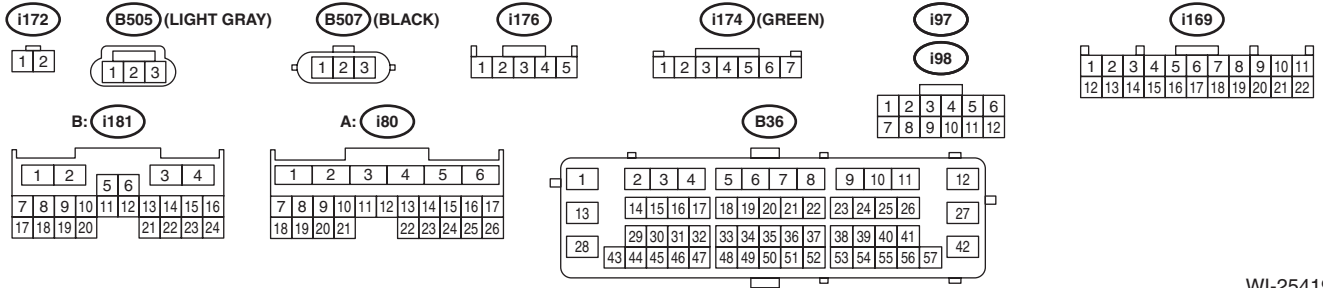 i172 B505 (LIGHT GRAY) B507 (BLACK) i176 i174 (GREEN) i97 i169
i98
1 2
1 2 3
1 2 3
1 2 3 4 5
1 2 3 4 5 6 7
1 2 3 4 5 6
7 8 9 10 11 12
1 2 3 4 5 6 7 8 9 10 11
12 13 14 15 16 17 18 19 20 21 22
B: i181 A: i80 B36
1 2 3 4
5 6
7 8 9 10 11 12 13 14 15 16
17 18 19 20 21 22 23 24
1 2 3 4 5 6
7 8 9 10 11 12 13 14 15 16 17
18 19 20 21 22 23 24 25 26
1 2 3 4 5 6 7 8 9 10 11 12
13 14 15 16 17 18 19 20 21 22 23 24 25 26 27
28 29 30 31 32 33 34 35 36 37 38 39 40 41 42
43 44 45 46 47 48 49 50 51 52 53 54 55 56 57
WI-25419